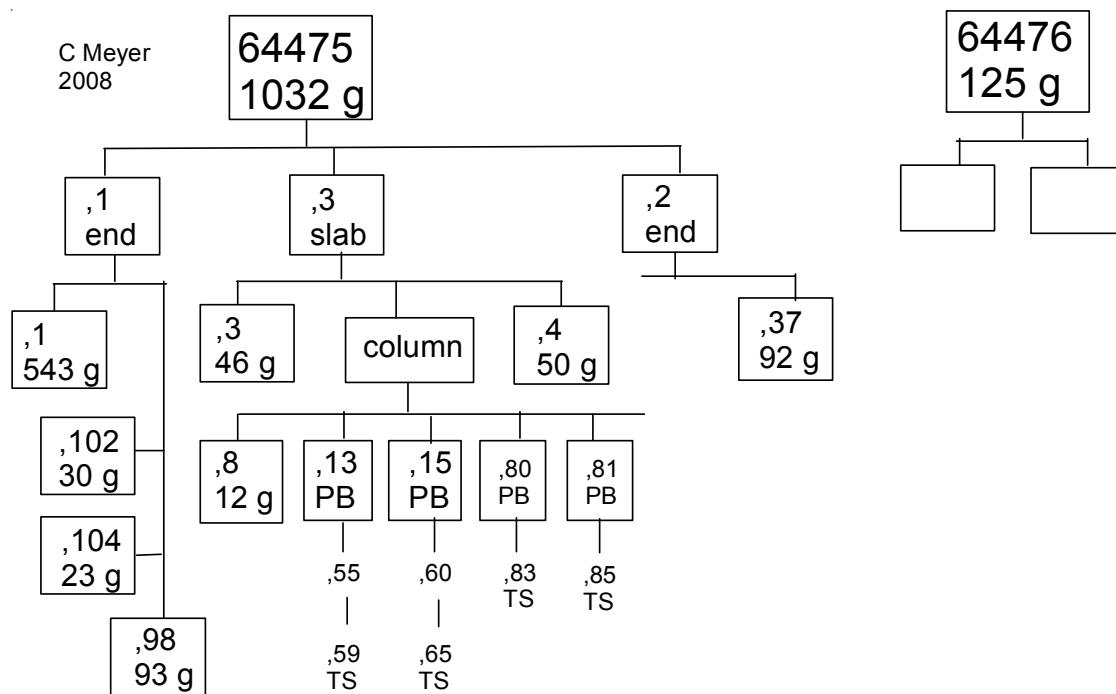 C Meyer
2008
64475
1032 g
64476
125 g
,1
end
,3
slab
,2
end
,1
543 g
,3
46 g
column
,4
50 g
,37
92 g
,102
30 g
,104
23 g
,98
93 g
,8
12 g
,13
PB
,15
PB
,80
PB
,81
PB
,55
,60
,83
TS
,85
TS
,59
TS
,65
TS